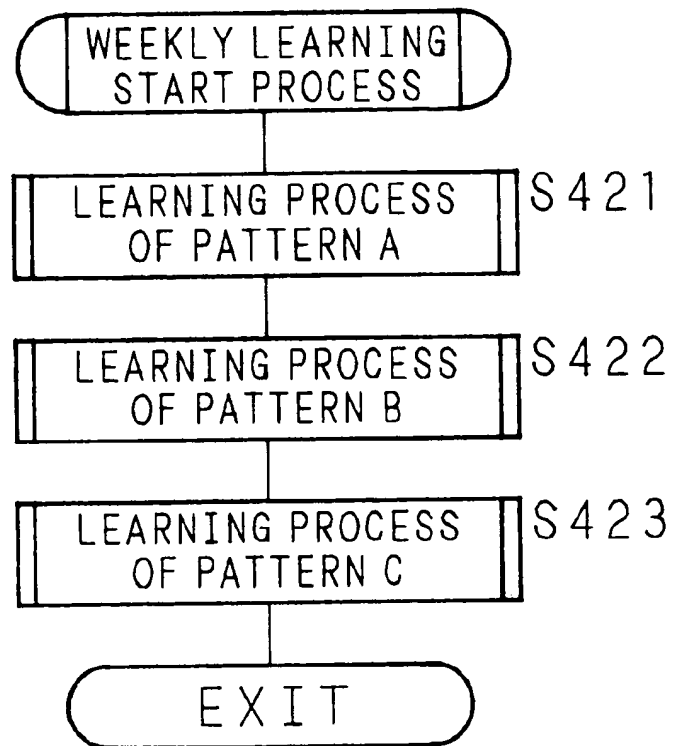 WEEKLY LEARNING
START PROCESS
LEARNING PROCESS
OF PATTERN A
S421
LEARNING PROCESS
OF PATTERN B
S422
LEARNING PROCESS
OF PATTERN C
S423
EXIT